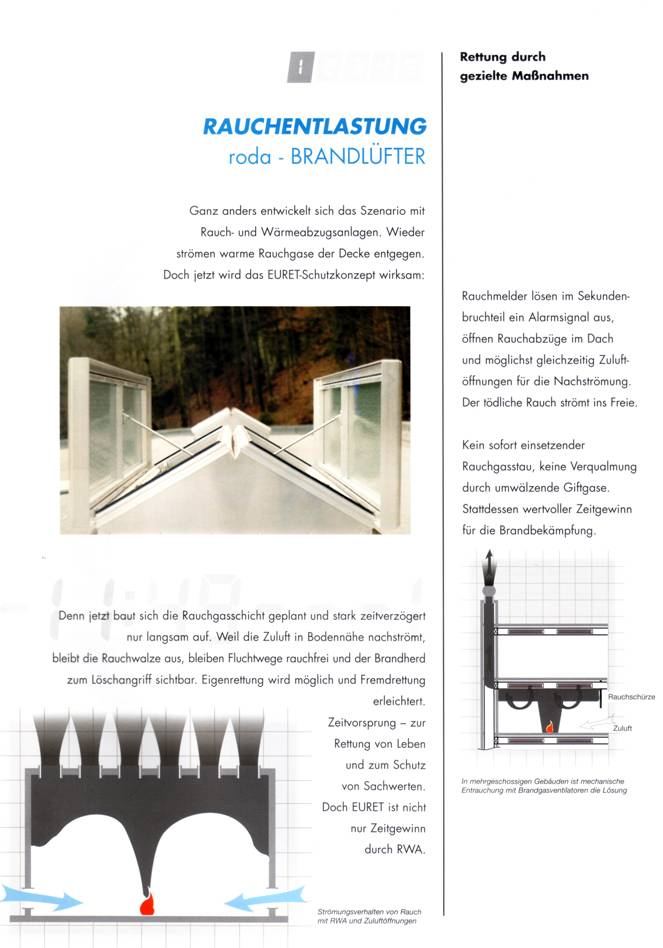 1
Rettung durch
gezielte Maßnahmen
RAUCHENTLASTUNG
roda - BRANDLÜFTER
Ganz anders entwickelt sich das Szenario mit
Rauch- und Wärmeabzugsanlagen. Wieder
strömen warme Rauchgase der Decke entgegen.
Doch jetzt wird das EURET-Schutzkonzept wirksam:
Denn jetzt baut sich die Rauchgasschicht geplant und stark zeitverzögert
nur langsam auf. Weil die Zuluft in Bodennähe nachströmt,
bleibt die Rauchwalze aus, bleiben Fluchtwege rauchfrei und der Brandherd
zum Löschangriff sichtbar. Eigenrettung wird möglich und Fremdrettung
erleichtert.
Zeitvorsprung – zur
Rettung von Leben
und zum Schutz
von Sachwerten.
Doch EURET ist nicht
nur Zeitgewinn
durch RWA.
Strömungsverhalten von Rauch
mit RWA und Zuluftöffnungen
Rauchmelder lösen im Sekunden-
bruchteil ein Alarmsignal aus,
öffnen Rauchabzüge im Dach
und möglichst gleichzeitig Zuluft-
öffnungen für die Nachströmung.
Der tödliche Rauch strömt ins Freie.
Kein sofort einsetzender
Rauchgasstau, keine Verqualmung
durch umwälzende Giftgase.
Stattdessen wertvoller Zeitgewinn
für die Brandbekämpfung.
Rauchschürze
Zuluft
In mehrgeschossigen Gebäuden ist mechanische
Entrauchung mit Brandgasventilatoren die Lösung